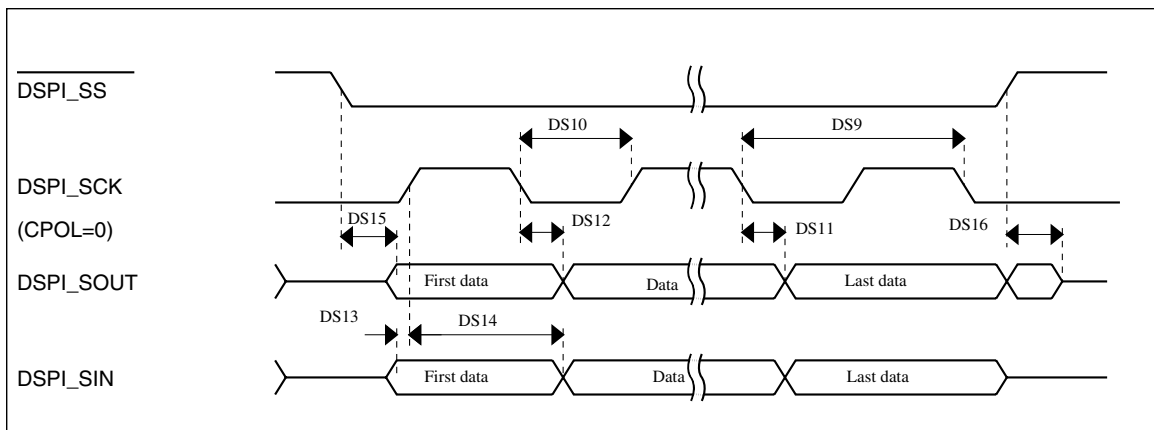 DSPI_SS
DS10
DS9
DSPI_SCK
(CPOL=0)
DS15
DS12
DS11
DS16
DSPI_SOUT
First data
Data
Last data
DS13
DS14
DSPI_SIN
First data
Data
Last data